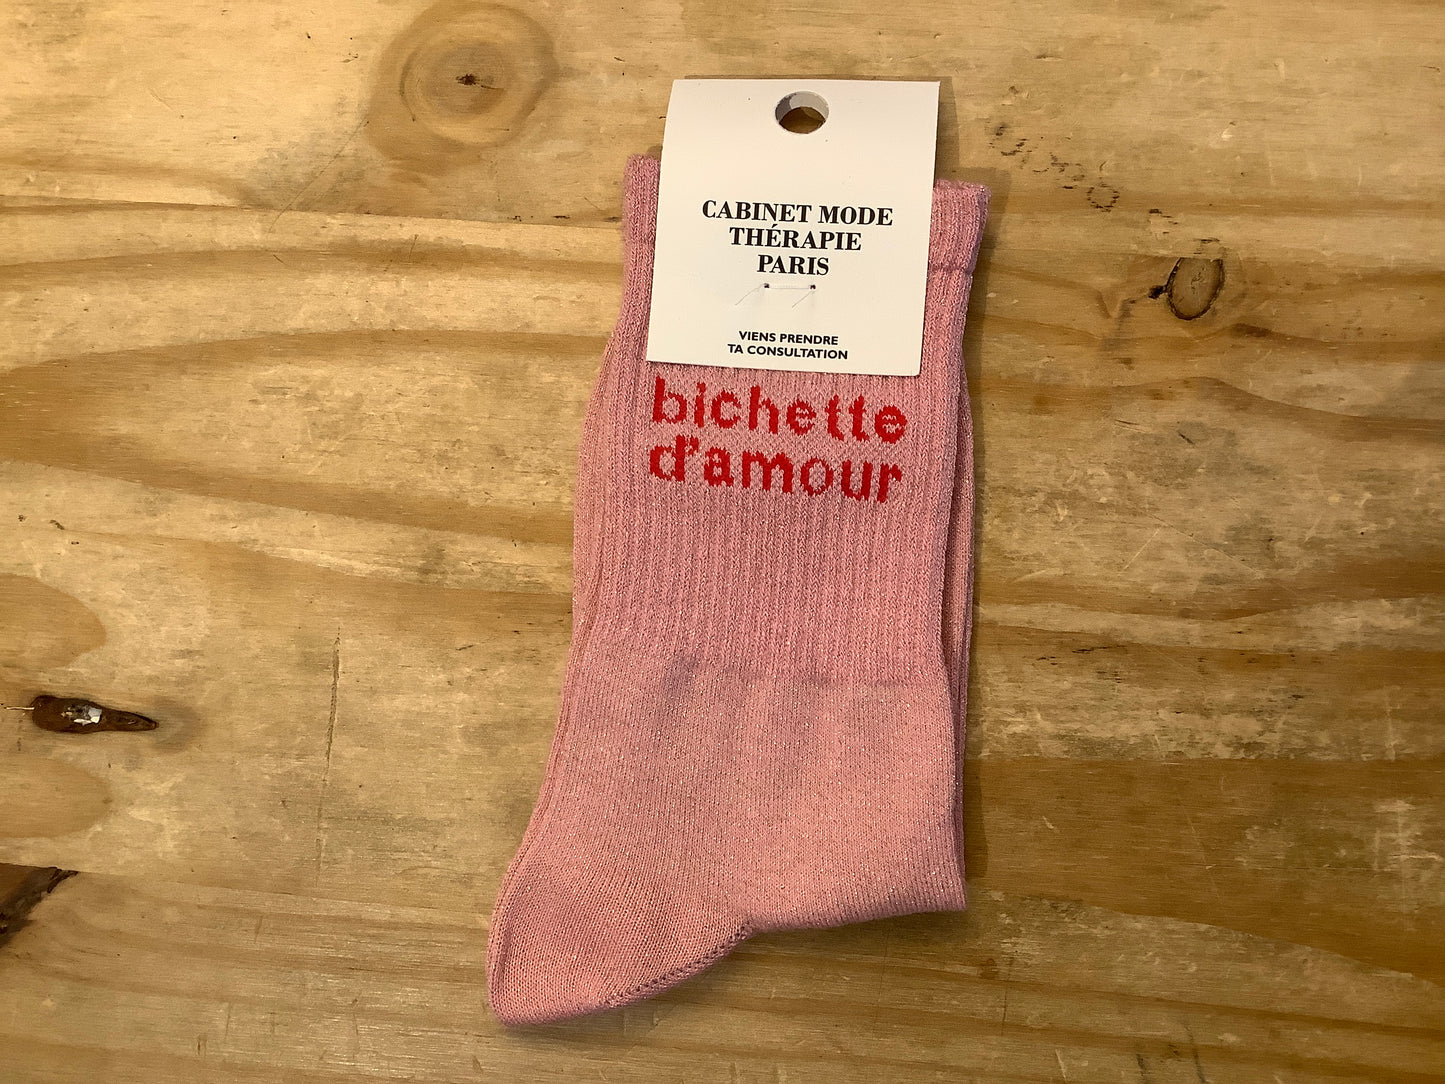 CABINET MODE
THÉRAPIE
PARIS
VIENS PRENDRE
TA CONSULTATION
bichette
d'amour